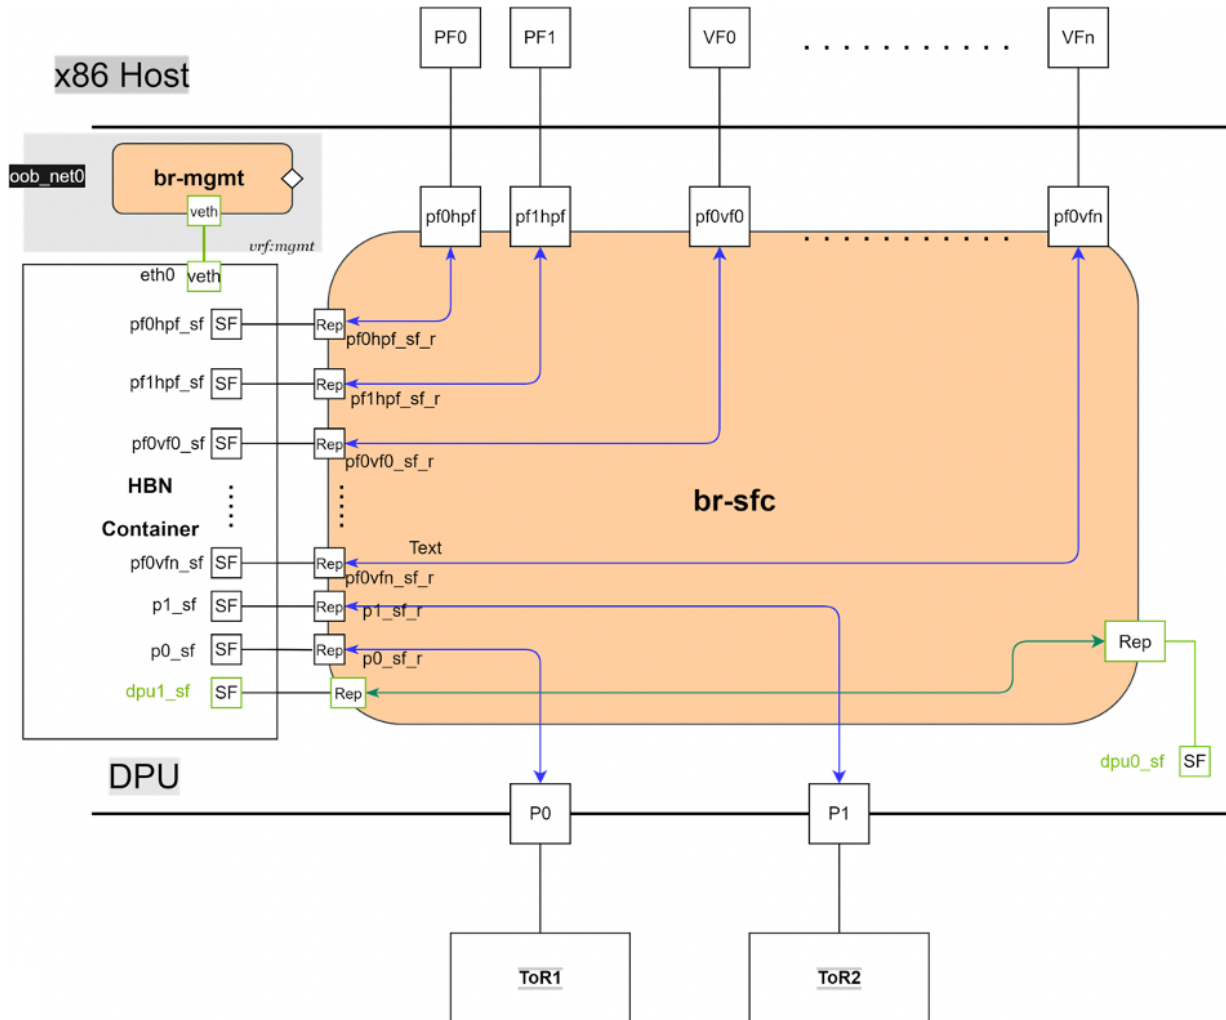 PF0
PF1
VF0
VFn
x86 Host
oob_net0
br-mgmt
veth
vrf:mgmt
pf0hpf
pf1hpf
pf0vf0
pf0vfn
eth0
veth
pf0hpf_sf
SF
Rep
pf0hpf_sf_r
pf1hpf_sf
SF
Rep
pf1hpf_sf_r
pf0vf0_sf
SF
Rep
pf0vf0_sf_r
HBN
Container
br-sfc
Text
pf0vfn_sf
SF
Rep
pf0vfn_sf_r
p1_sf
SF
Rep
p1_sf_r
p0_sf
SF
Rep
p0_sf_r
Rep
dpu1_sf
SF
Rep
dpu0_sf
SF
DPU
P0
P1
ToR1
ToR2